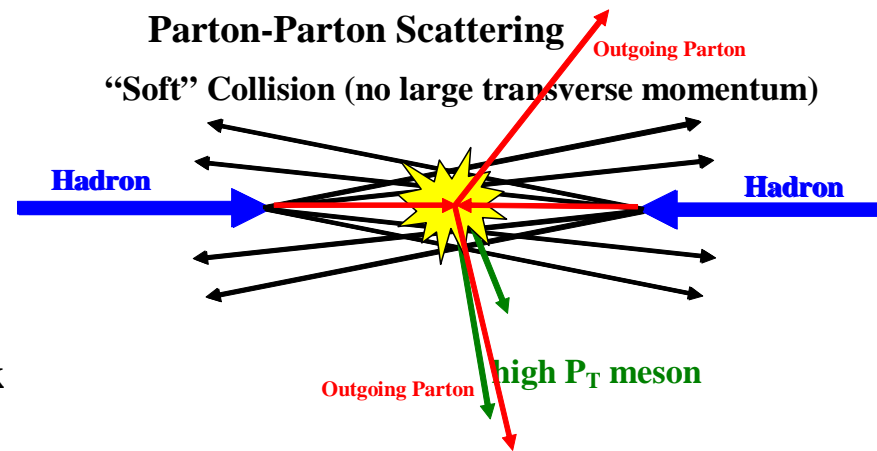 Parton-Parton Scattering
Outgoing Parton
“Soft” Collision (no large transverse momentum)
Hadron
Hadron
high P_T meson
Outgoing Parton